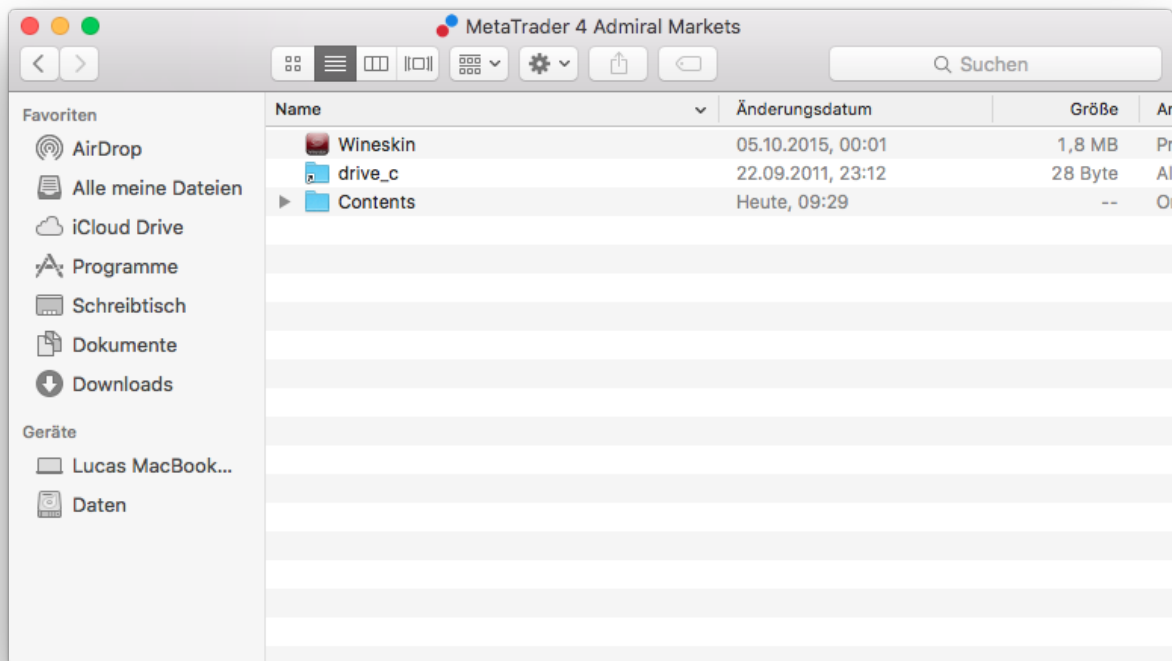 MetaTrader 4 Admiral Markets
Suchen
Favoriten
AirDrop
Alle meine Dateien
iCloud Drive
Programme
Schreibtisch
Dokumente
Downloads
Geräte
Lucas MacBook...
Daten
Name Änderungsdatum Größe
Wineskin 05.10.2015, 00:01 1,8 MB
drive_c 22.09.2011, 23:12 28 Byte
Contents Heute, 09:29 --